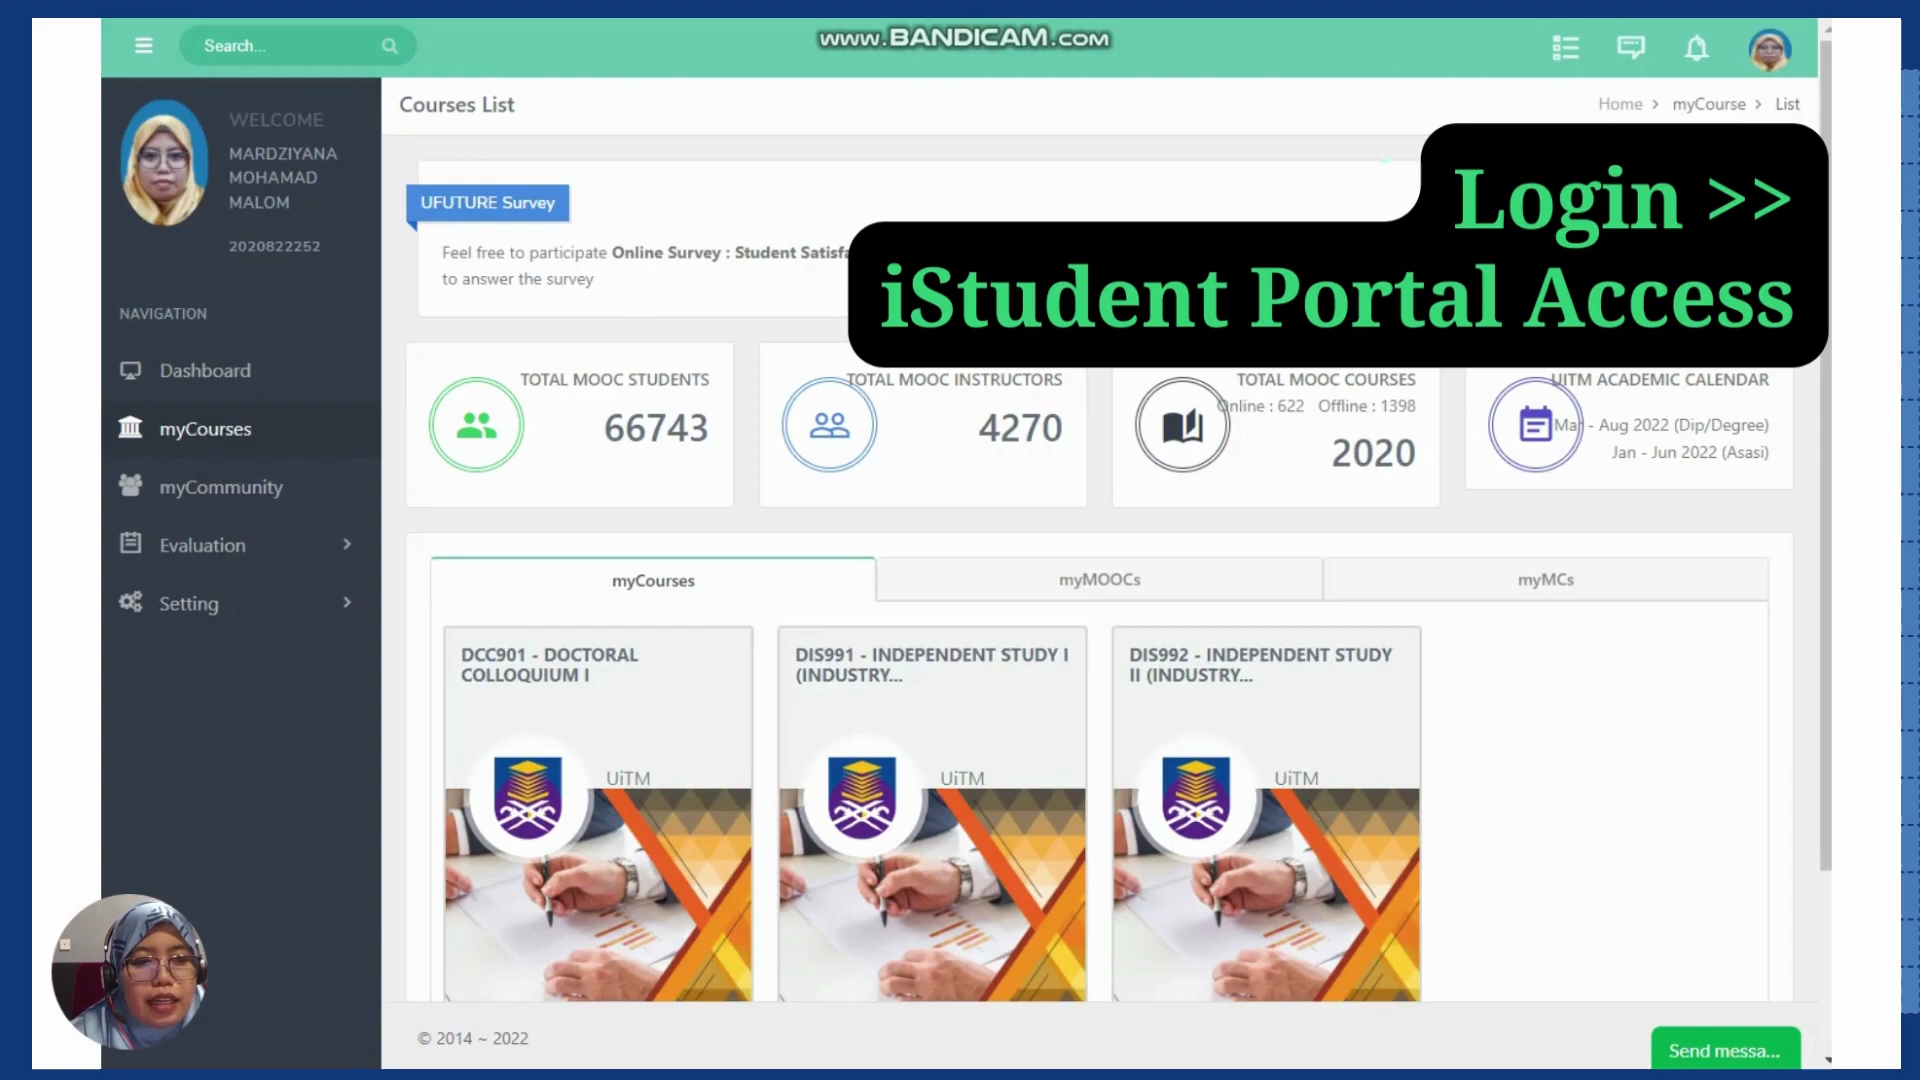 Search...
www.BANDICAM.com
WELCOME
MARDZIYANA
MOHAMAD
MALOM
2020822252
NAVIGATION
Dashboard
myCourses
myCommunity
Evaluation
Setting
Courses List
Home > myCourse > List
Login >>
iStudent Portal Access
UFUTURE Survey
Feel free to participate Online Survey : Student
to answer the survey
TOTAL MOOC STUDENTS
66743
TOTAL MOOC INSTRUCTORS
4270
TOTAL MOOC COURSES
Online : 622 Offline : 1398
2020
UITM ACADEMIC CALENDAR
Mar - Aug 2022 (Dip/Degree)
Jan - Jun 2022 (Asasi)
myCourses
myMOOCs
myMCs
DCC901 - DOCTORAL
COLLOQUIUM I
UiTM
DIS991 - INDEPENDENT STUDY I
(INDUSTRY...
UiTM
DIS992 - INDEPENDENT STUDY
II (INDUSTRY...
UiTM
© 2014 ~ 2022
Send messa...